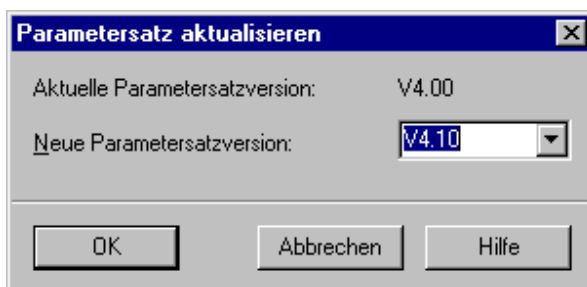 Parametersatz aktualisieren
Aktuelle Parametersatzversion: V4.00
Neue Parametersatzversion: V4.10
OK Abbrechen Hilfe